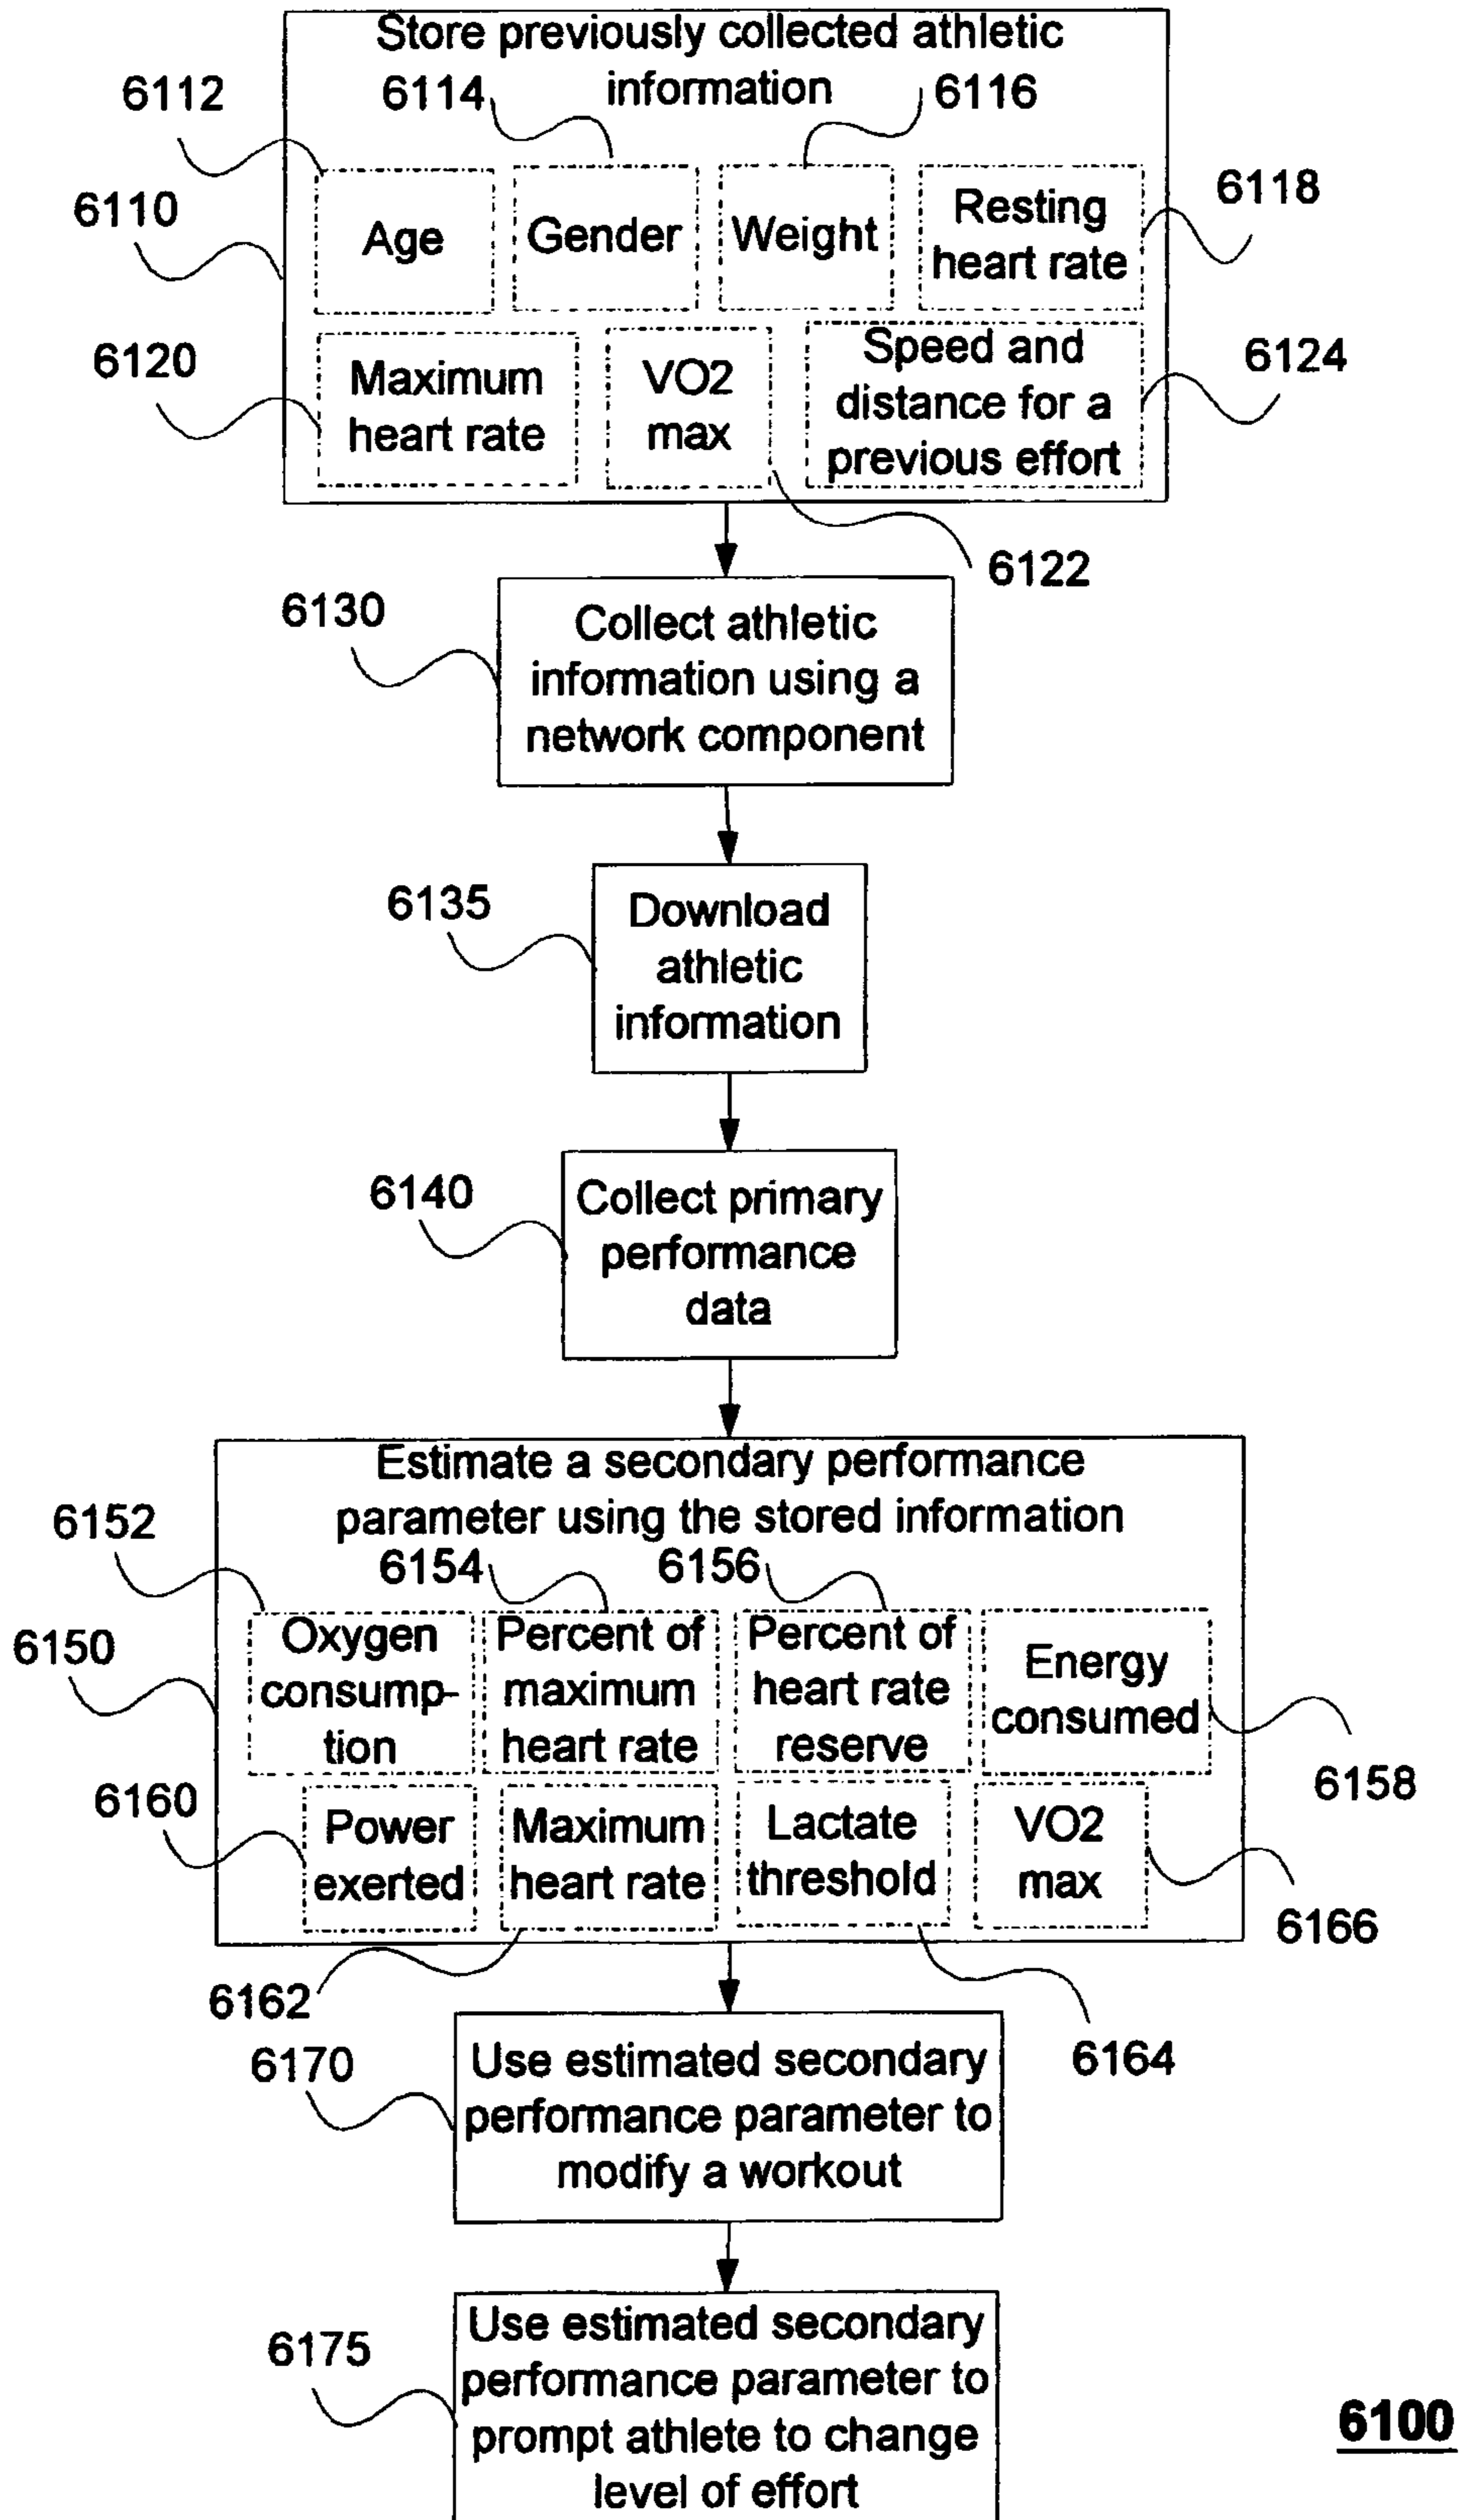 Store previously collected athletic
information
6112
6114
6116
6110
Age
Gender
Weight
Resting
heart rate
6118
6120
Maximum
heart rate
VO2
max
Speed and
distance for a
previous effort
6124
6122
6130
Collect athletic
information using a
network component
6135
Download
athletic
information
6140
Collect primary
performance
data
Estimate a secondary performance
parameter using the stored information
6152
6154
6156
6150
Oxygen
consump-
tion
Percent of
maximum
heart rate
Percent of
heart rate
reserve
Energy
consumed
6158
6160
Power
exerted
Maximum
heart rate
Lactate
threshold
VO2
max
6166
6162
6164
6170
Use estimated secondary
performance parameter to
modify a workout
6175
Use estimated secondary
performance parameter to
prompt athlete to change
level of effort
6100